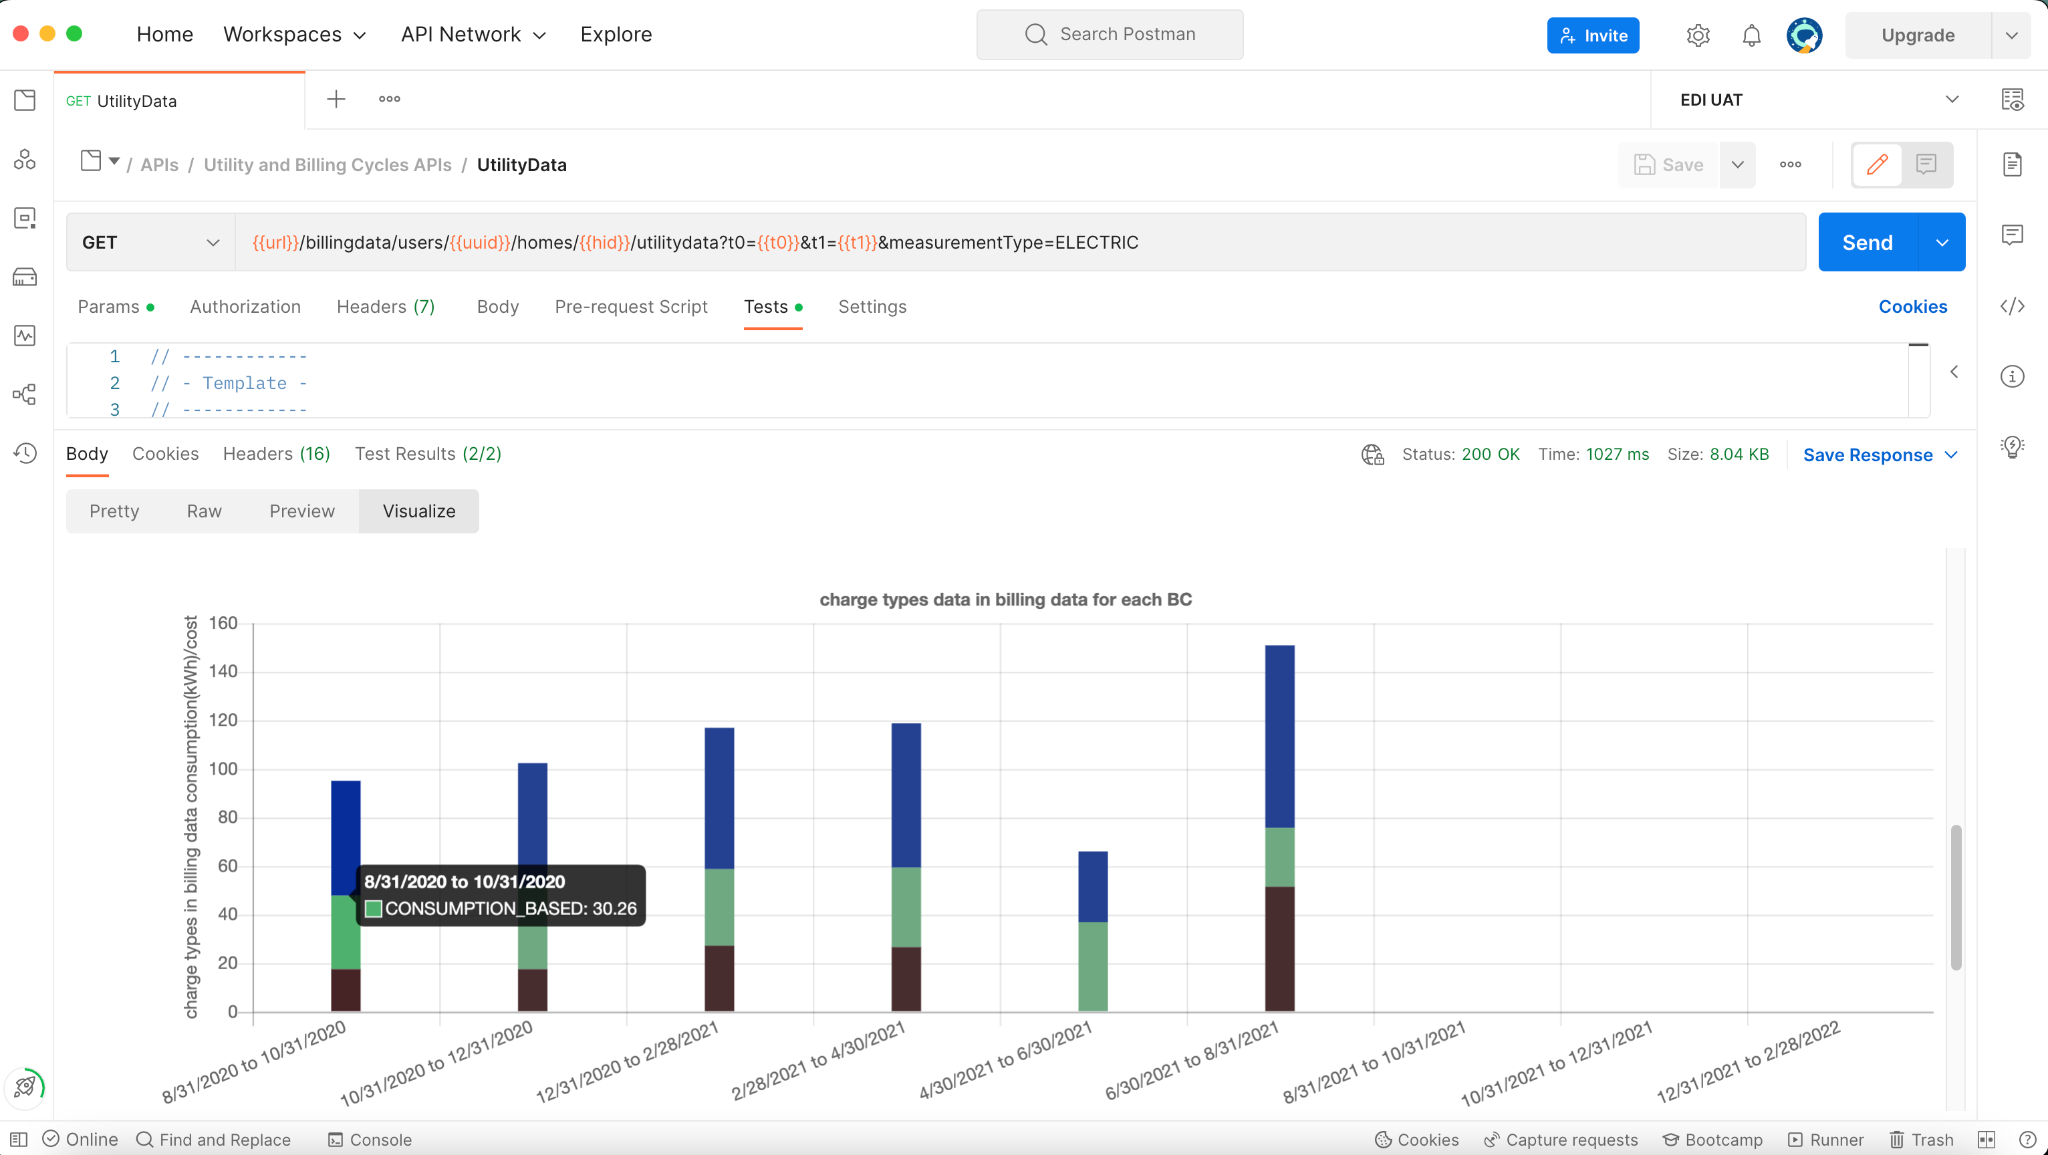 Home Workspaces API Network Explore Search Postman Invite Upgrade
GET UtilityData EDI UAT
/ APIs / Utility and Billing Cycles APIs / UtilityData Save
GET {{url}}/billingdata/users/{{uuid}}/homes/{{hid}}/utilitydata?t0={{t0}}&t1={{t1}}&measurementType=ELECTRIC Send
Params Authorization Headers (7) Body Pre-request Script Tests Settings Cookies
1 // ------------
2 // - Template -
3 // ------------
Body Cookies Headers (16) Test Results (2/2) Status: 200 OK Time: 1027 ms Size: 8.04 KB Save Response
Pretty Raw Preview Visualize
charge types data in billing data for each BC
charge types in billing data consumption(kWh)/cost
160
140
120
100
80
60
40
20
0
8/31/2020 to 10/31/2020
CONSUMPTION_BASED: 30.26
8/31/2020 to 10/31/2020
10/31/2020 to 12/31/2020
12/31/2020 to 2/28/2021
2/28/2021 to 4/30/2021
4/30/2021 to 6/30/2021
6/30/2021 to 8/31/2021
8/31/2021 to 10/31/2021
10/31/2021 to 12/31/2021
12/31/2021 to 2/28/2022
Online Find and Replace Console Cookies Capture requests Bootcamp Runner Trash